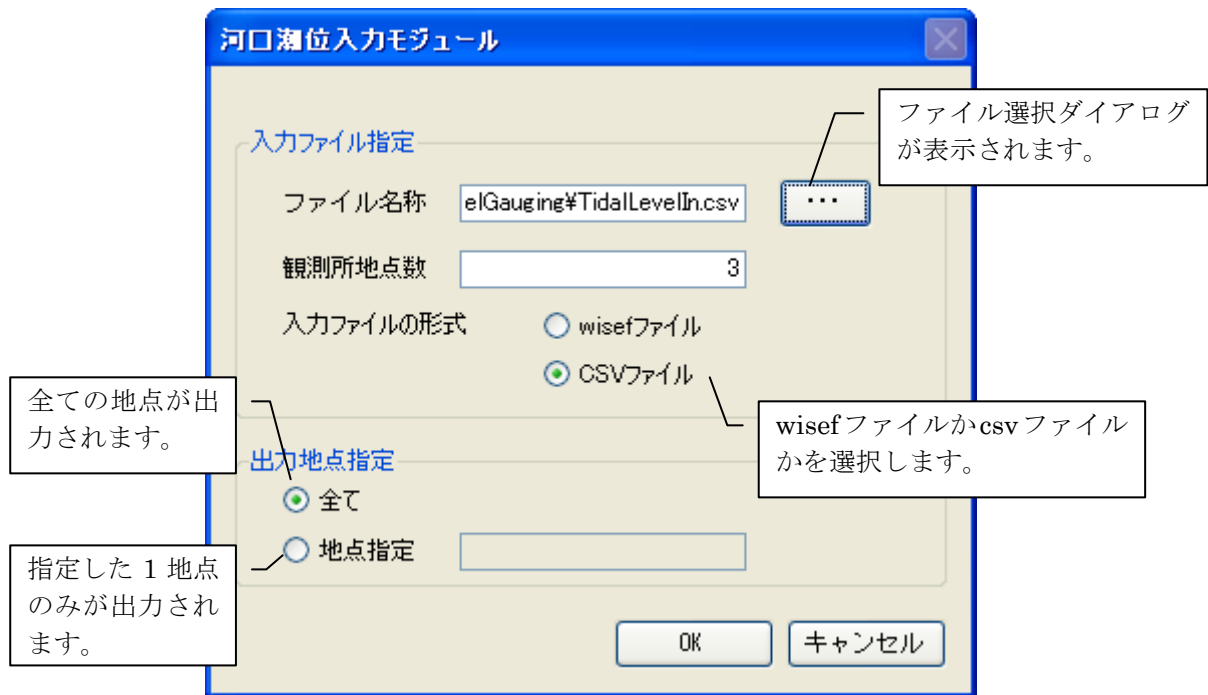 河口潮位入力モジュール
ファイル選択ダイアログ
が表示されます。
入力ファイル指定
ファイル名称
elGauging¥TidalLevelIn.csv
...
観測所地点数
3
入力ファイルの形式
wisefファイル
CSVファイル
wisefファイルかcsvファイル
かを選択します。
全ての地点が出
力されます。
出力地点指定
全て
地点指定
指定した 1 地点
のみが出力され
ます。
OK
キャンセル